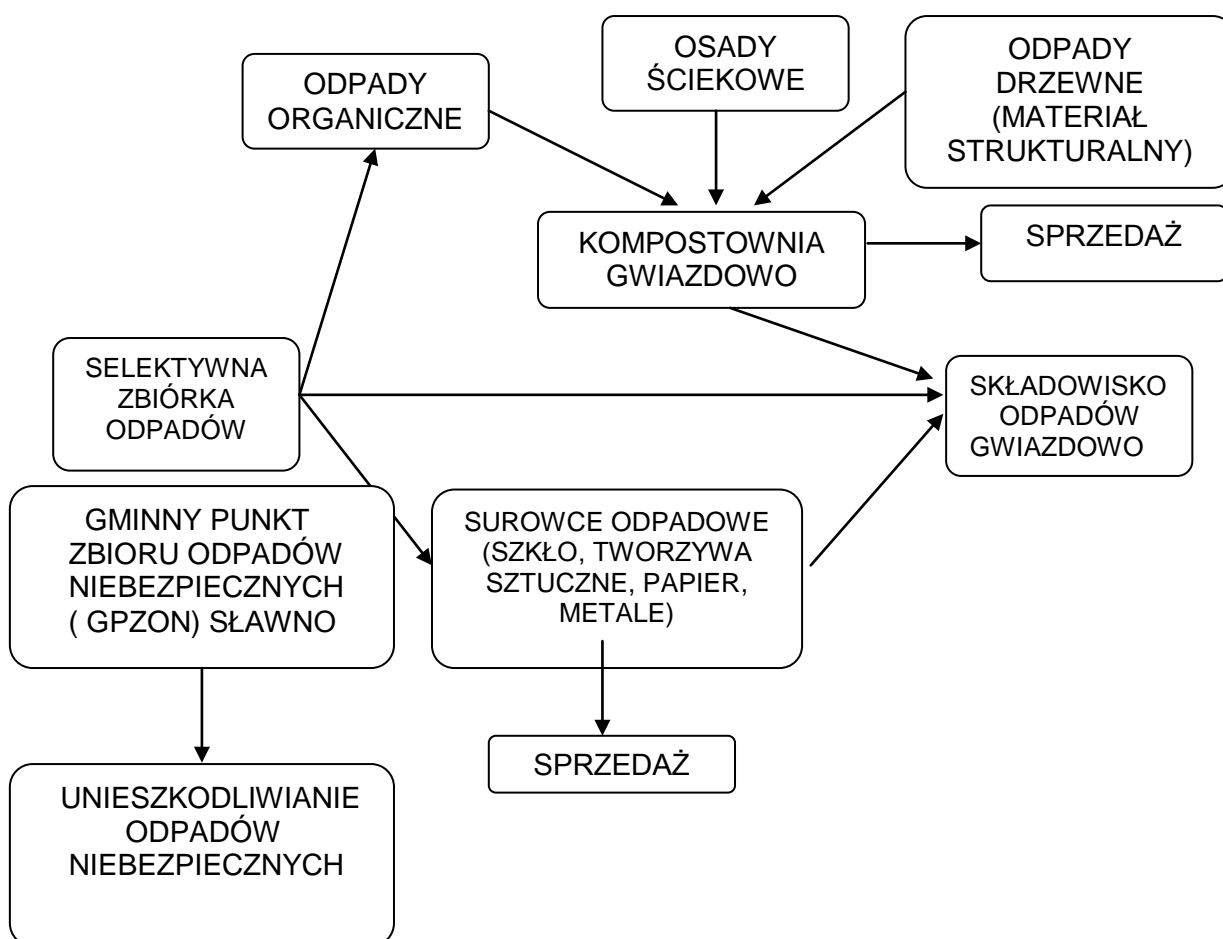 OSADY
ŚCIEKOWE
ODPADY
DRZEWNE
(MATERIAŁ
STRUKTURALNY)
ODPADY
ORGANICZNE
KOMPOSTOWNIA
GWIAZDOWO
SPRZEDAŻ
SELEKTYWNA
ZBIÓRKA
ODPADÓW
SKŁADOWISKO
ODPADÓW
GWIAZDOWO
GMINNY PUNKT
ZBIORU ODPADÓW
NIEBEZPIECZNYCH
( GPZON) SŁAWNO
SUROWCE ODPADOWE
(SZKŁO, TWORZYWA
SZTUCZNE, PAPIER,
METALE)
SPRZEDAŻ
UNIESZKODLIWIANIE
ODPADÓW
NIEBEZPIECZNYCH